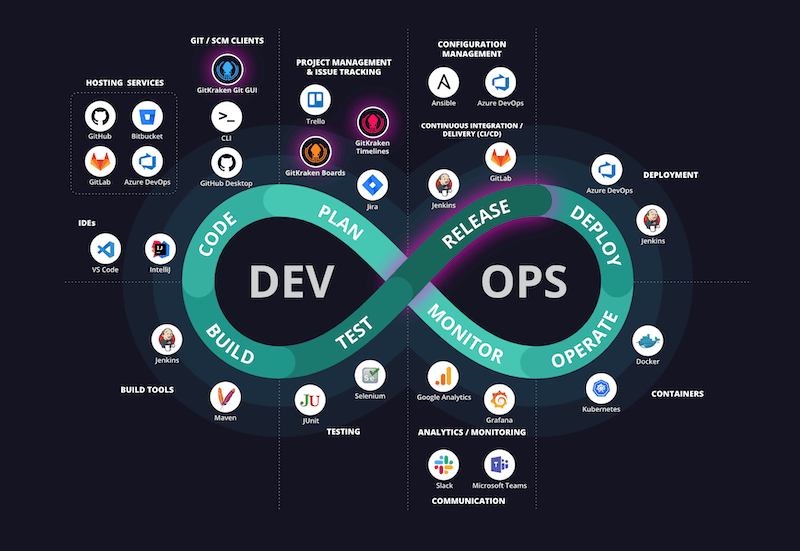 GIT / SCM CLIENTS
GitKraken Git GUI
CLI
GitHub Desktop
HOSTING SERVICES
GitHub
Bitbucket
GitLab
Azure DevOps
IDEs
VS Code
IntelliJ
PROJECT MANAGEMENT
& ISSUE TRACKING
Trello
GitKraken
Timelines
GitKraken Boards
Jira
CONFIGURATION
MANAGEMENT
Ansible
Azure DevOps
CONTINUOUS INTEGRATION /
DELIVERY (CI/CD)
GitLab
Jenkins
DEPLOYMENT
Azure DevOps
Jenkins
CODE
PLAN
RELEASE
DEPLOY
DEV
OPS
BUILD
TEST
MONITOR
OPERATE
Jenkins
BUILD TOOLS
Maven
JU
JUnit
Se
Selenium
TESTING
Google Analytics
Grafana
ANALYTICS / MONITORING
Slack
Microsoft Teams
COMMUNICATION
Docker
Kubernetes
CONTAINERS